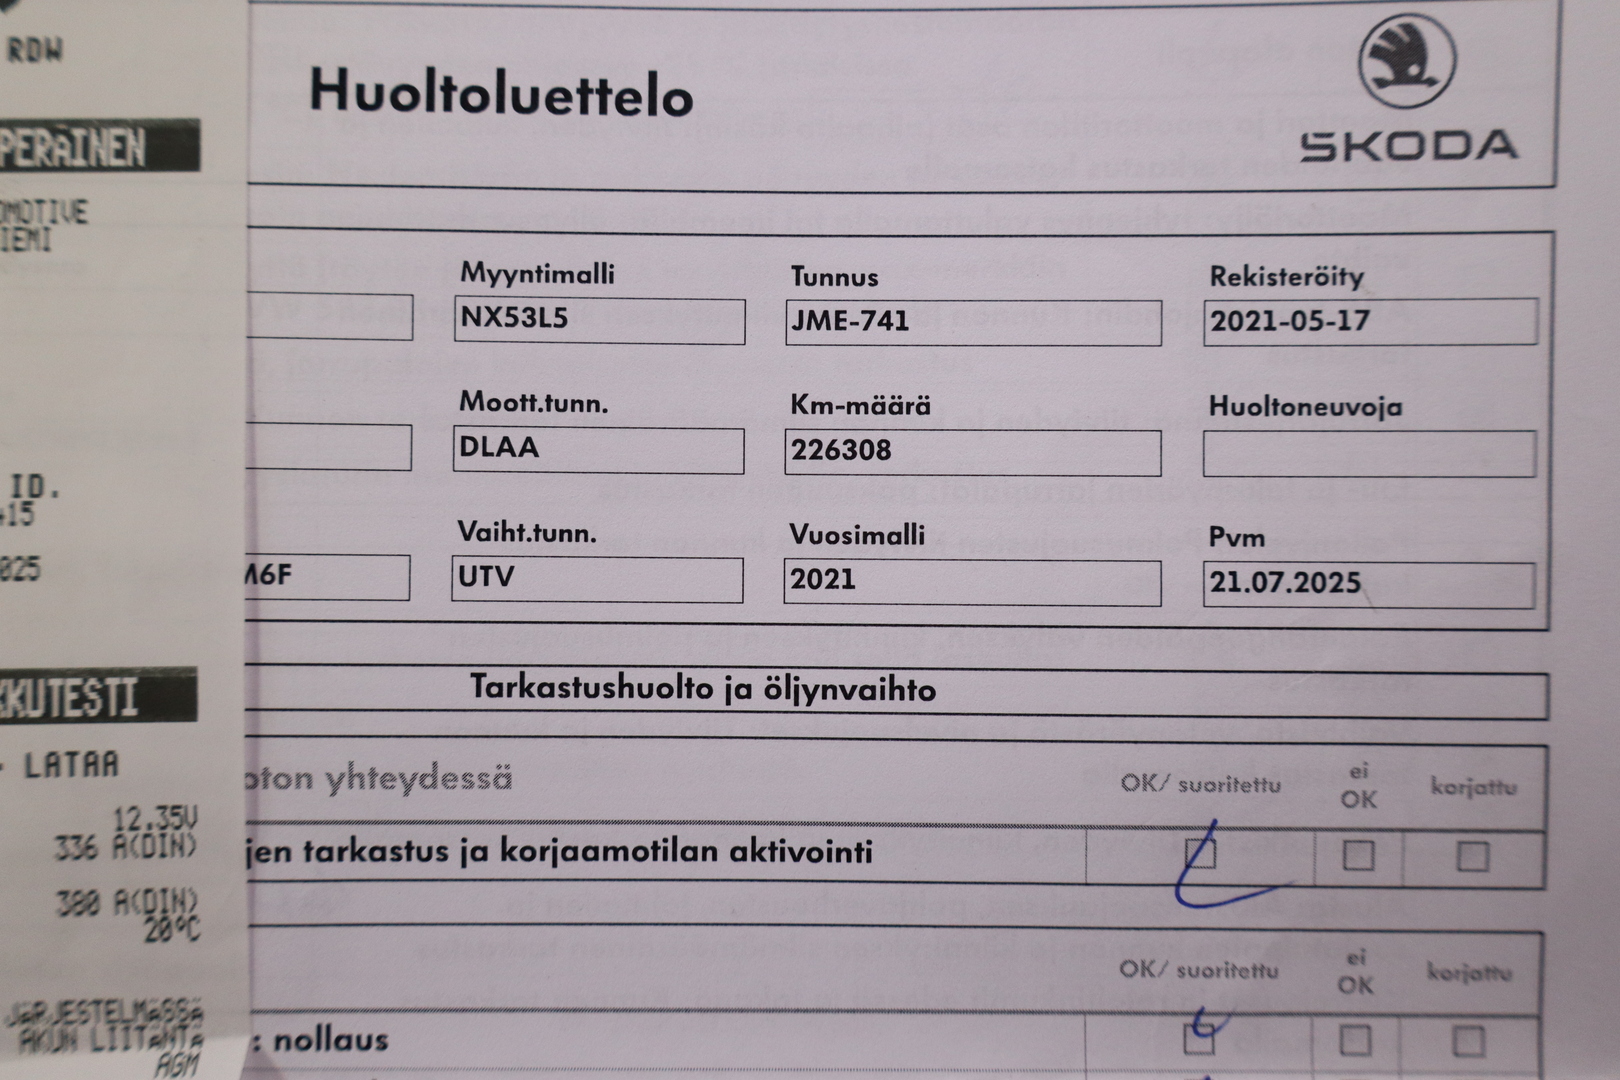 RDW
PERÄINEN
OMOTIVE
IEMI
ID.
415
025
KKUTESTI
- LATAA
12.35V
336 A(DIN)
380 A(DIN)
20°C
JÄRJESTELMÄSSÄ
AKUN LIITÄNTÄ
AGM
Huoltoluettelo
SKODA
Myyntimalli Tunnus Rekisteröity
NX53L5 JME-741 2021-05-17
Moott.tunn. Km-määrä Huoltoneuvoja
DLAA 226308
Vaiht.tunn. Vuosimalli Pvm
M6F UTV 2021 21.07.2025
Tarkastushuolto ja öljynvaihto
oton yhteydessä OK/ suoritettu ei OK korjattu
jen tarkastus ja korjaamotilan aktivointi
OK/ suoritettu ei OK korjattu
: nollaus